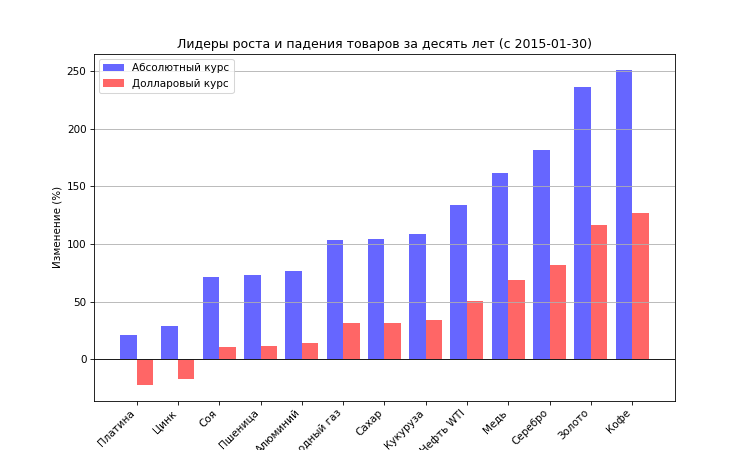 Лидеры роста и падения товаров за десять лет (с 2015-01-30)
Абсолютный курс
Долларовый курс
Изменение (%)
250
200
150
100
50
0
Платина
Цинк
Соя
Пшеница
Алюминий
одный газ
Сахар
Кукуруза
Нефть WTI
Медь
Серебро
Золото
Кофе